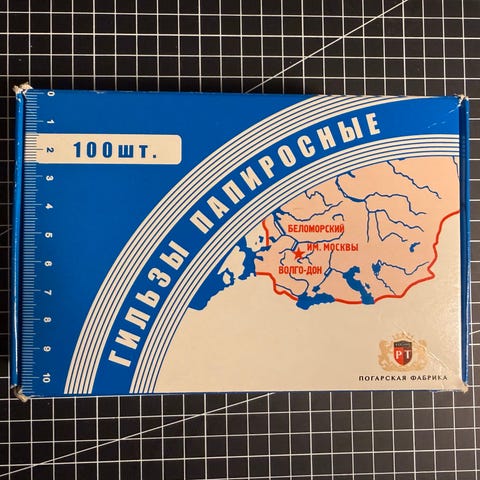 0
1
2
3
4
5
6
7
8
9
10
100ШТ.
ГИЛЬЗЫ ПАПИРОСНЫЕ
БЕЛОМОРСКИЙ
ИМ. МОСКВЫ
ВОЛГО-ДОН
РТ
ПОГАРСКАЯ ФАБРИКА